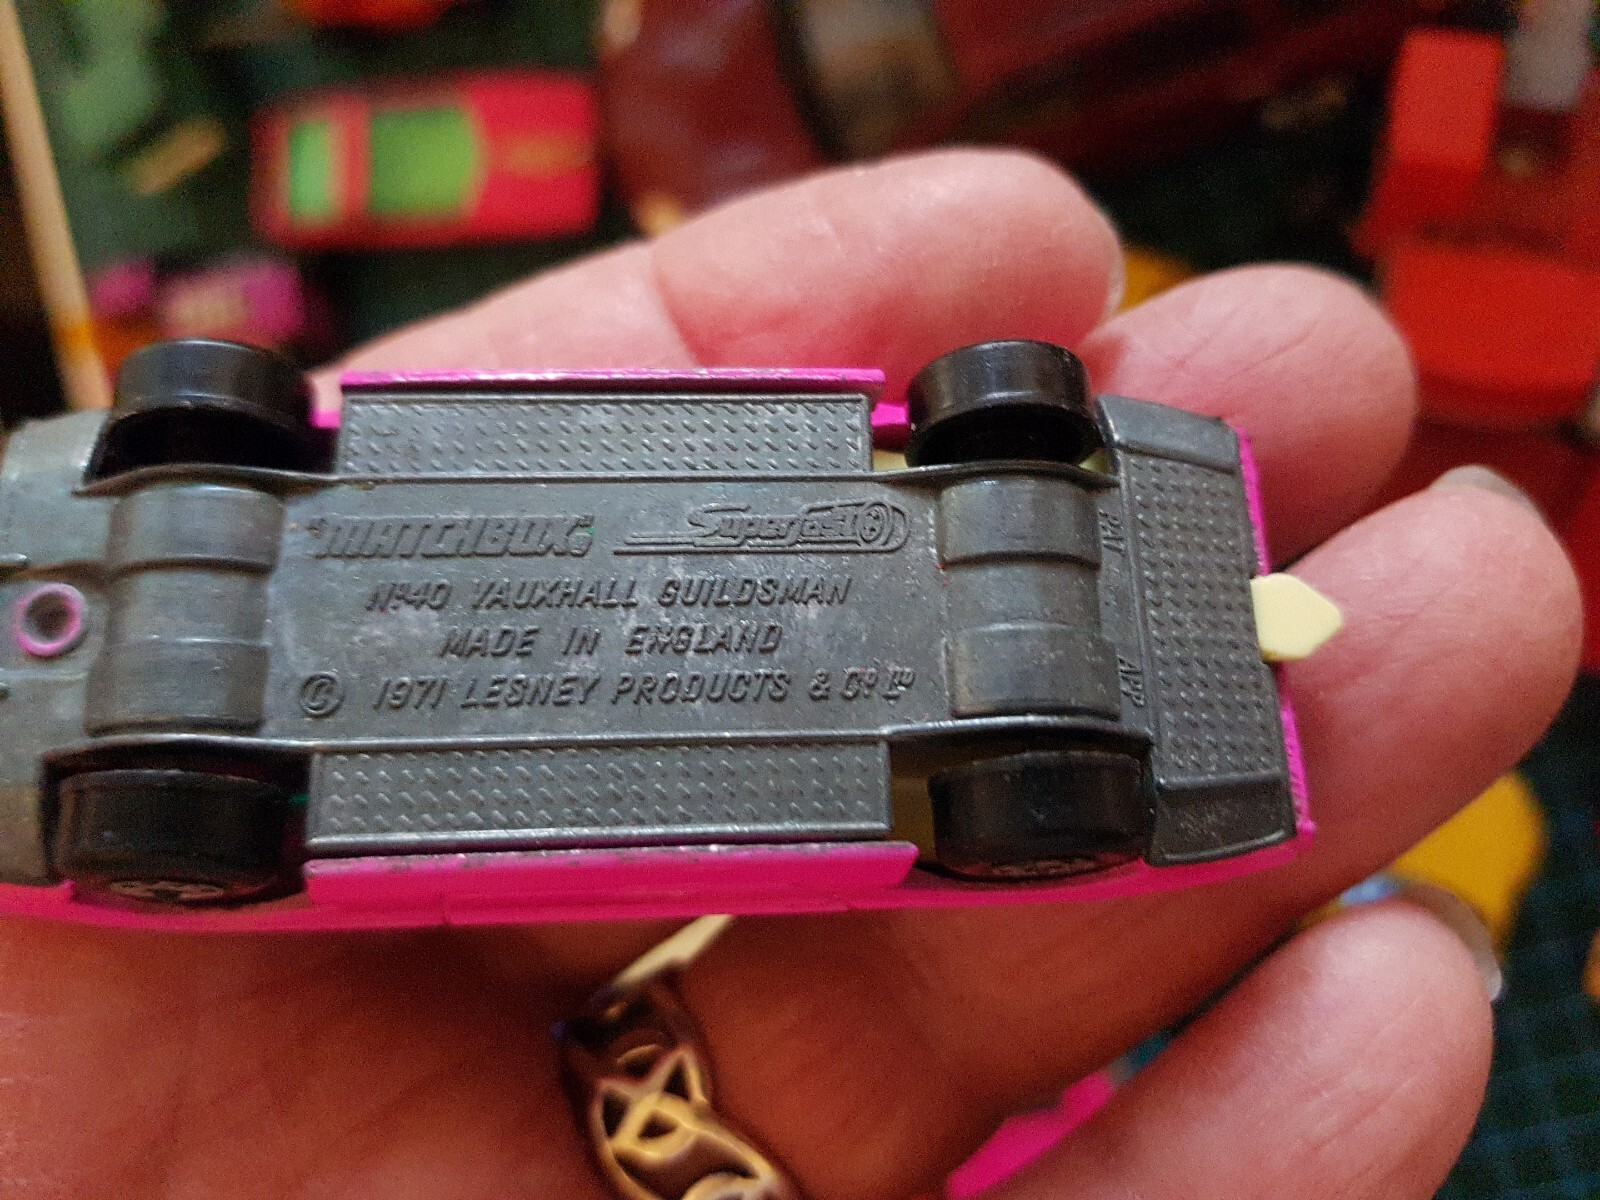 "MATCHBOX" Superfast
Nº40 VAUXHALL GUILDSMAN
MADE IN ENGLAND
© 1971 LESNEY PRODUCTS & Cº Lᵀᴰ
PAT
APP